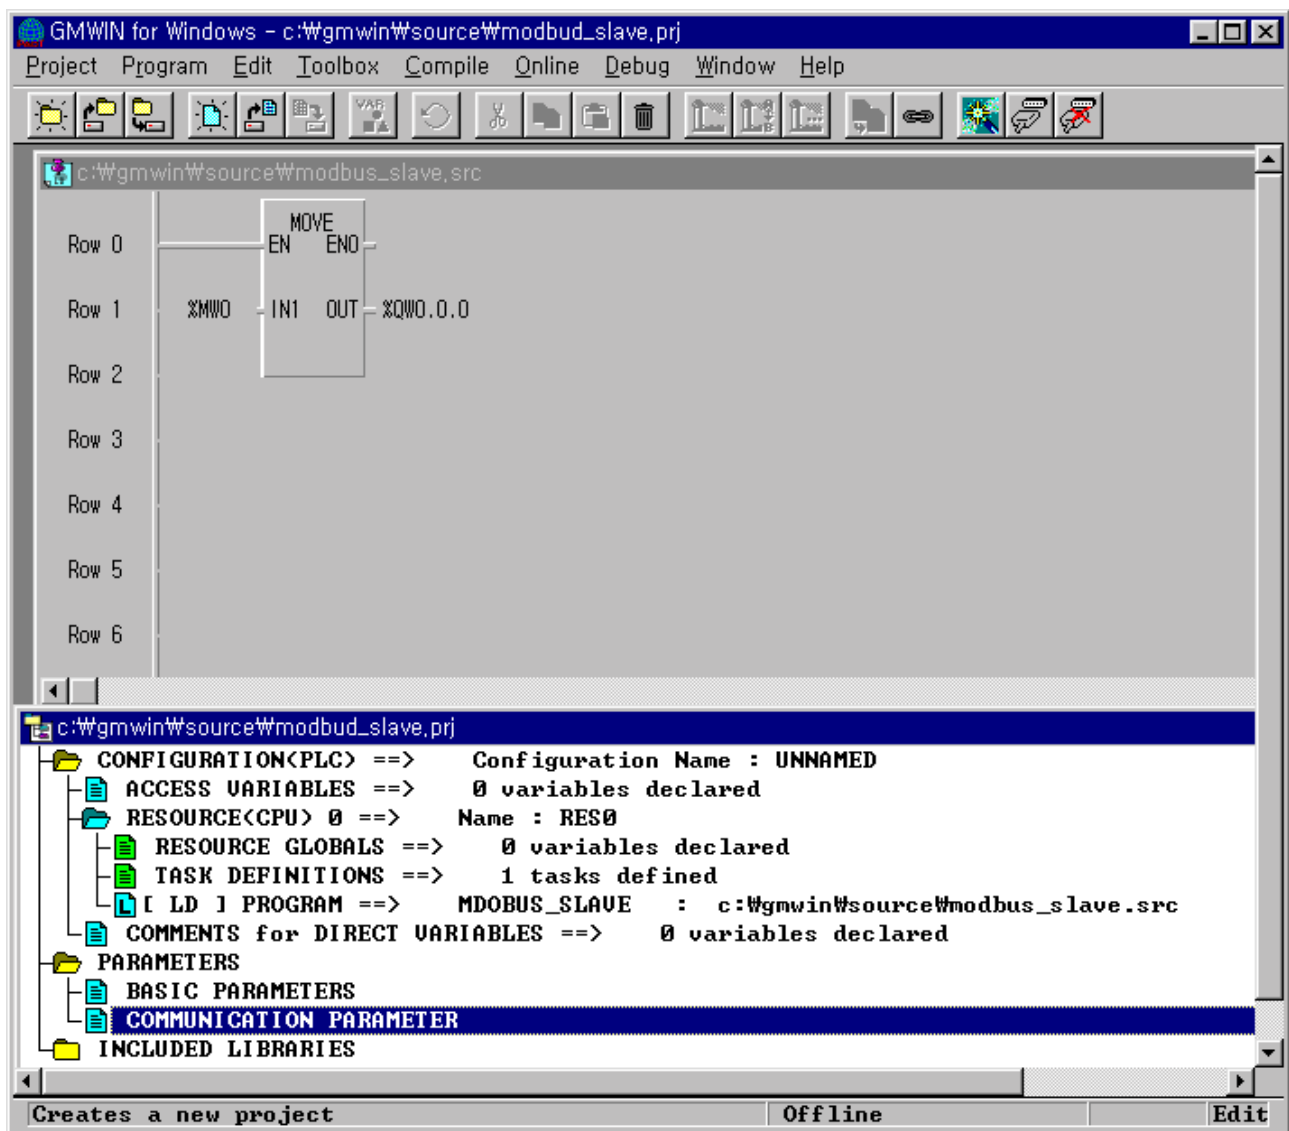 GMWIN for Windows - c:₩gmwin₩source₩modbud_slave,prj
Project Program Edit Toolbox Compile Online Debug Window Help
VAR
c:₩gmwin₩source₩modbus_slave,src
MOVE
Row 0 EN ENO
Row 1 %MW0 IN1 OUT %QW0.0.0
Row 2
Row 3
Row 4
Row 5
Row 6
c:₩gmwin₩source₩modbud_slave,prj
CONFIGURATION(PLC) ==> Configuration Name : UNNAMED
ACCESS VARIABLES ==> 0 variables declared
RESOURCE(CPU) 0 ==> Name : RES0
RESOURCE GLOBALS ==> 0 variables declared
TASK DEFINITIONS ==> 1 tasks defined
L [ LD ] PROGRAM ==> MDOBUS_SLAVE : c:₩gmwin₩source₩modbus_slave.src
COMMENTS for DIRECT VARIABLES ==> 0 variables declared
PARAMETERS
BASIC PARAMETERS
COMMUNICATION PARAMETER
INCLUDED LIBRARIES
Creates a new project Offline Edit